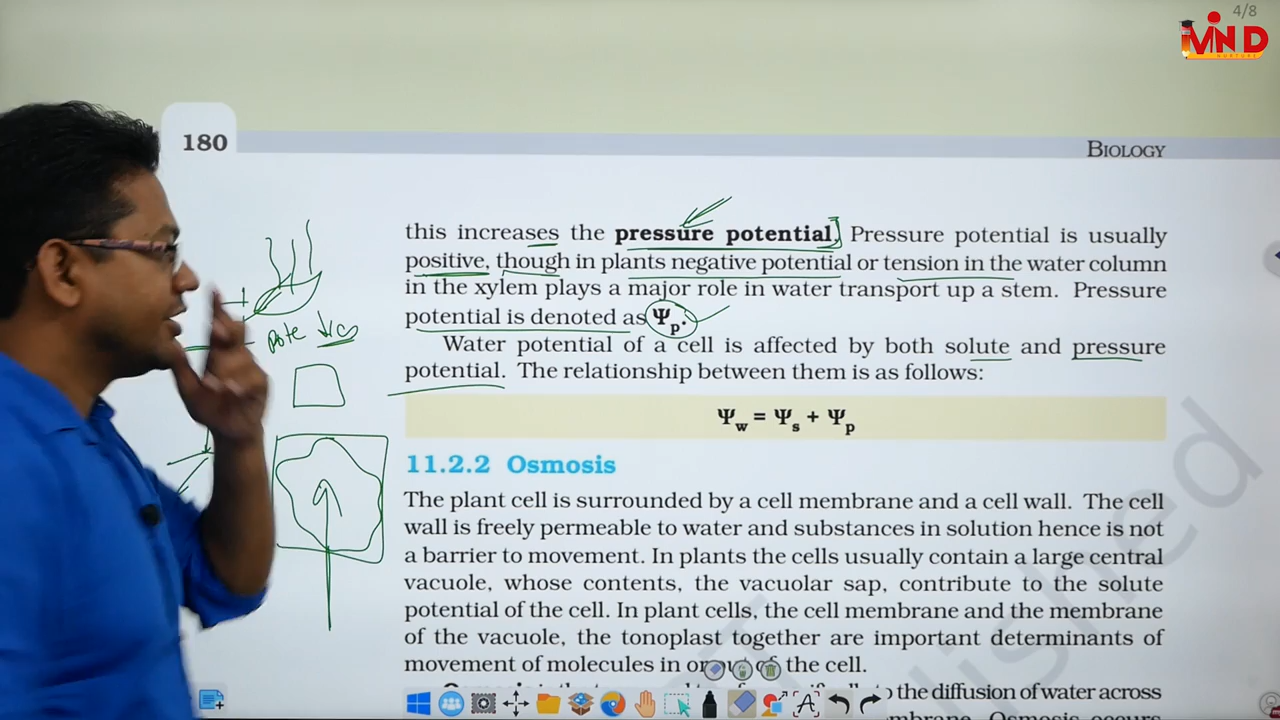 4/8
MIND
NURTURE
180
BIOLOGY
this increases the pressure potential. Pressure potential is usually
positive, though in plants negative potential or tension in the water column
in the xylem plays a major role in water transport up a stem. Pressure
potential is denoted as Ψp.
Water potential of a cell is affected by both solute and pressure
potential. The relationship between them is as follows:
Ψw = Ψs + Ψp
11.2.2 Osmosis
The plant cell is surrounded by a cell membrane and a cell wall. The cell
wall is freely permeable to water and substances in solution hence is not
a barrier to movement. In plants the cells usually contain a large central
vacuole, whose contents, the vacuolar sap, contribute to the solute
potential of the cell. In plant cells, the cell membrane and the membrane
of the vacuole, the tonoplast together are important determinants of
movement of molecules in or out of the cell.
the diffusion of water across